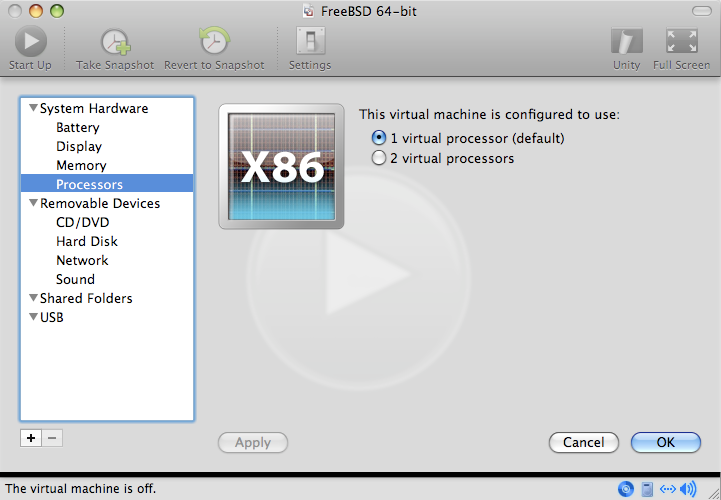 FreeBSD 64-bit
Start Up Take Snapshot Revert to Snapshot Settings Unity Full Screen
System Hardware
Battery
Display
Memory
Processors
Removable Devices
CD/DVD
Hard Disk
Network
Sound
Shared Folders
USB
X86
This virtual machine is configured to use:
1 virtual processor (default)
2 virtual processors
+ −
Apply Cancel OK
The virtual machine is off.